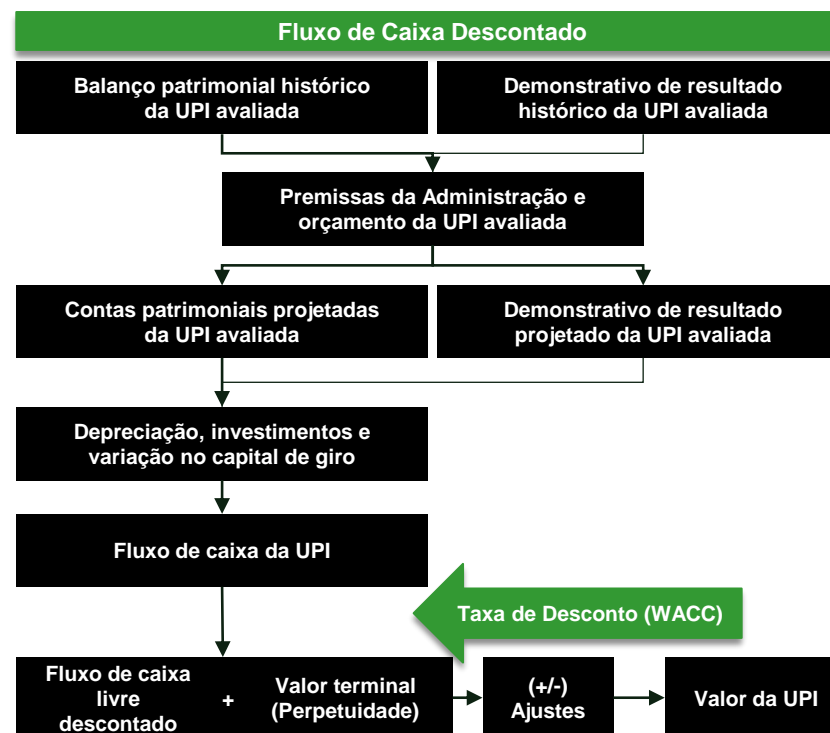 Fluxo de Caixa Descontado
Balanço patrimonial histórico
da UPI avaliada
Demonstrativo de resultado
histórico da UPI avaliada
Premissas da Administração e
orçamento da UPI avaliada
Contas patrimoniais projetadas
da UPI avaliada
Demonstrativo de resultado
projetado da UPI avaliada
Depreciação, investimentos e
variação no capital de giro
Fluxo de caixa da UPI
Taxa de Desconto (WACC)
Fluxo de caixa
livre
descontado
+
Valor terminal
(Perpetuidade)
(+/-)
Ajustes
Valor da UPI